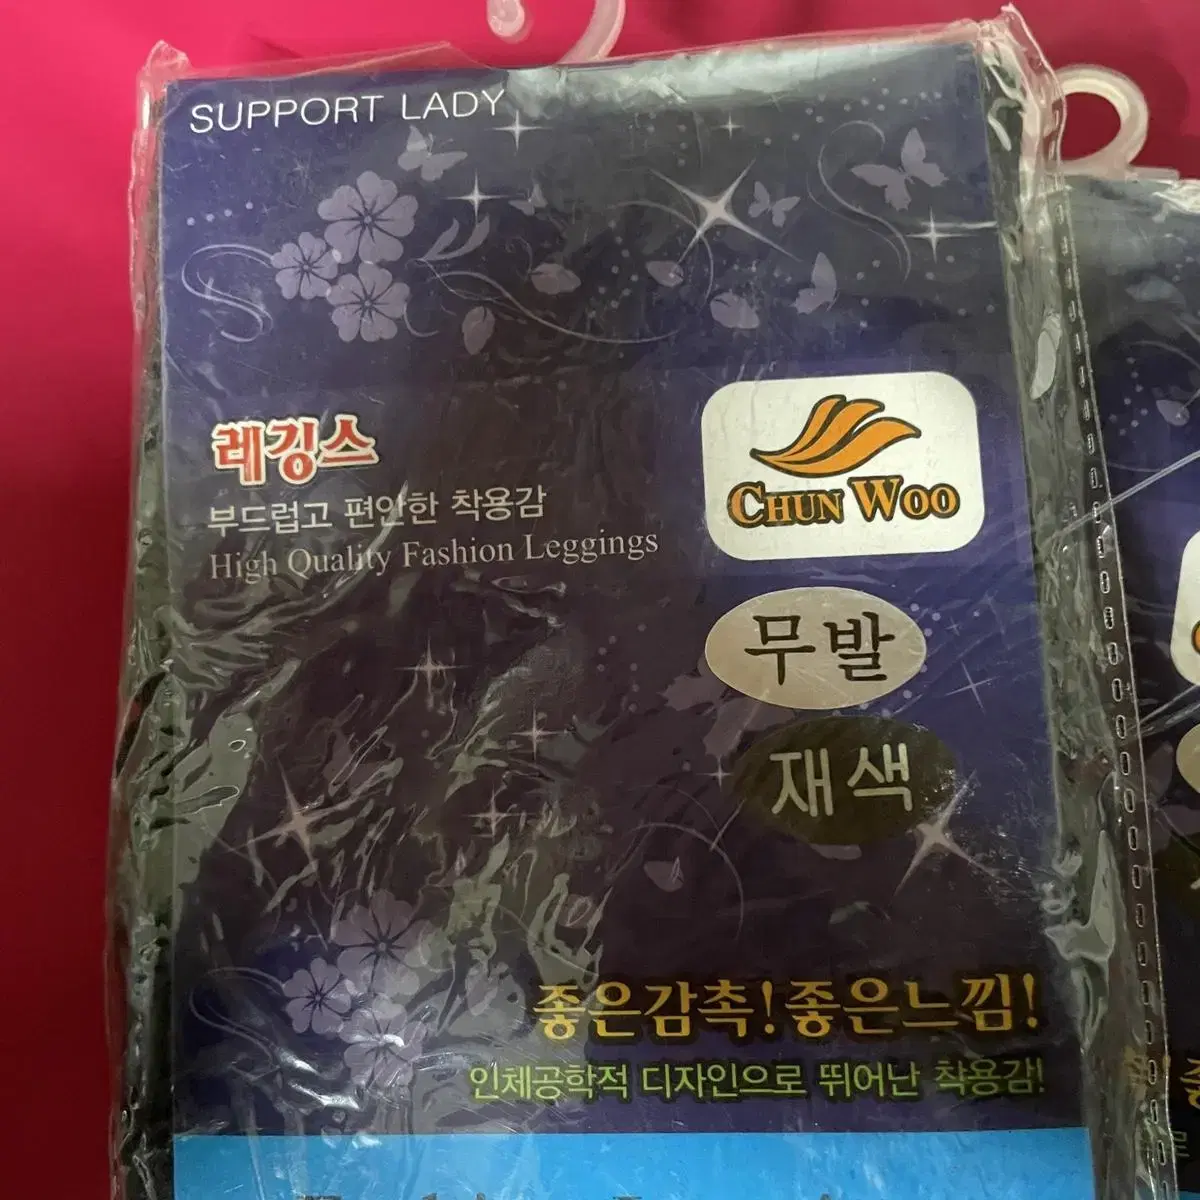 SUPPORT LADY
레깅스
부드럽고 편안한 착용감
High Quality Fashion Leggings
CHUN WOO
무발
재색
좋은감촉!좋은느낌!
인체공학적 디자인으로 뛰어난 착용감!